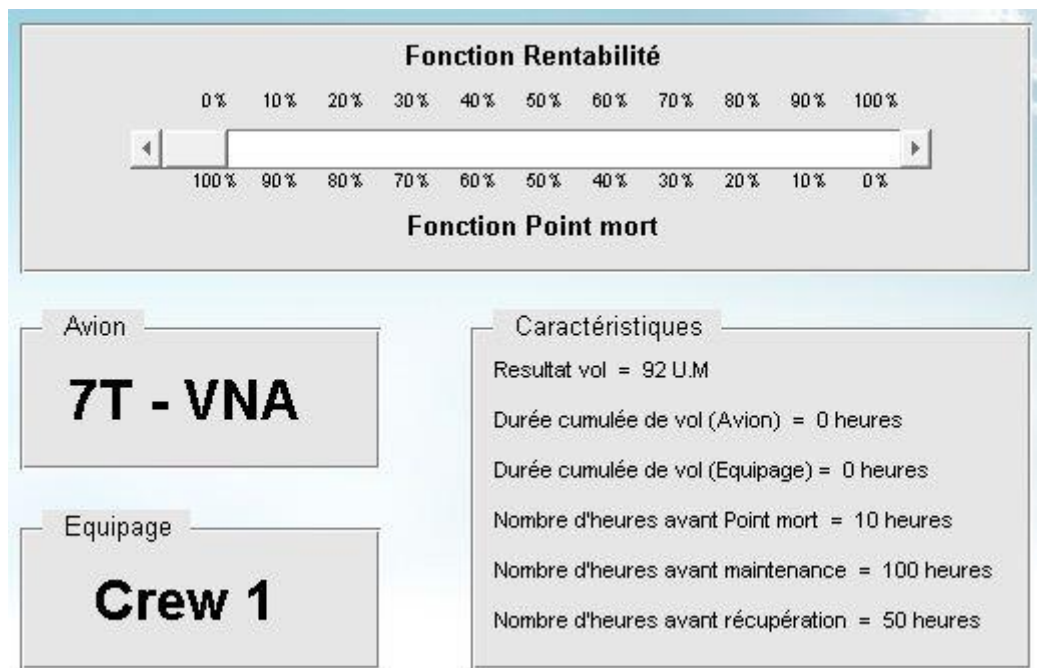 Fonction Rentabilité
0% 10% 20% 30% 40% 50% 60% 70% 80% 90% 100%
100% 90% 80% 70% 60% 50% 40% 30% 20% 10% 0%
Fonction Point mort
Avion
7T - VNA
Equipage
Crew 1
Caractéristiques
Resultat vol = 92 U.M
Durée cumulée de vol (Avion) = 0 heures
Durée cumulée de vol (Equipage) = 0 heures
Nombre d'heures avant Point mort = 10 heures
Nombre d'heures avant maintenance = 100 heures
Nombre d'heures avant récupération = 50 heures